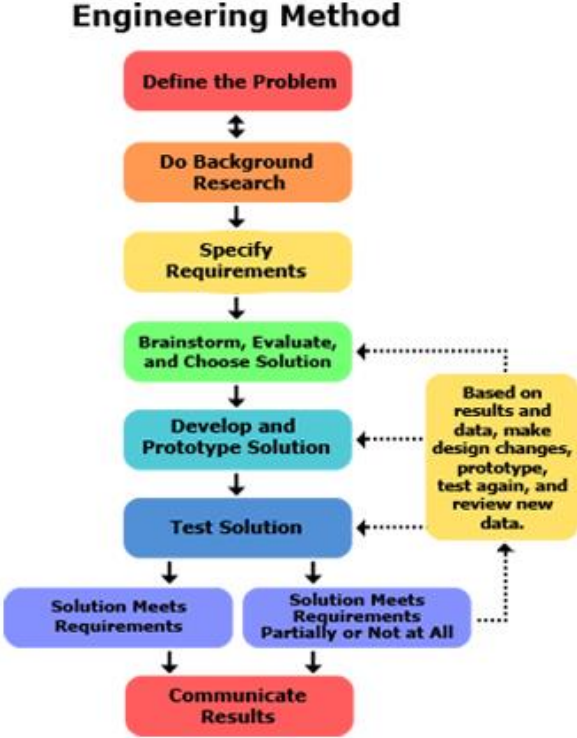 Engineering Method
Define the Problem
Do Background
Research
Specify
Requirements
Brainstorm, Evaluate,
and Choose Solution
Develop and
Prototype Solution
Test Solution
Based on
results and
data, make
design changes,
prototype,
test again, and
review new
data.
Solution Meets
Requirements
Solution Meets
Requirements
Partially or Not at All
Communicate
Results